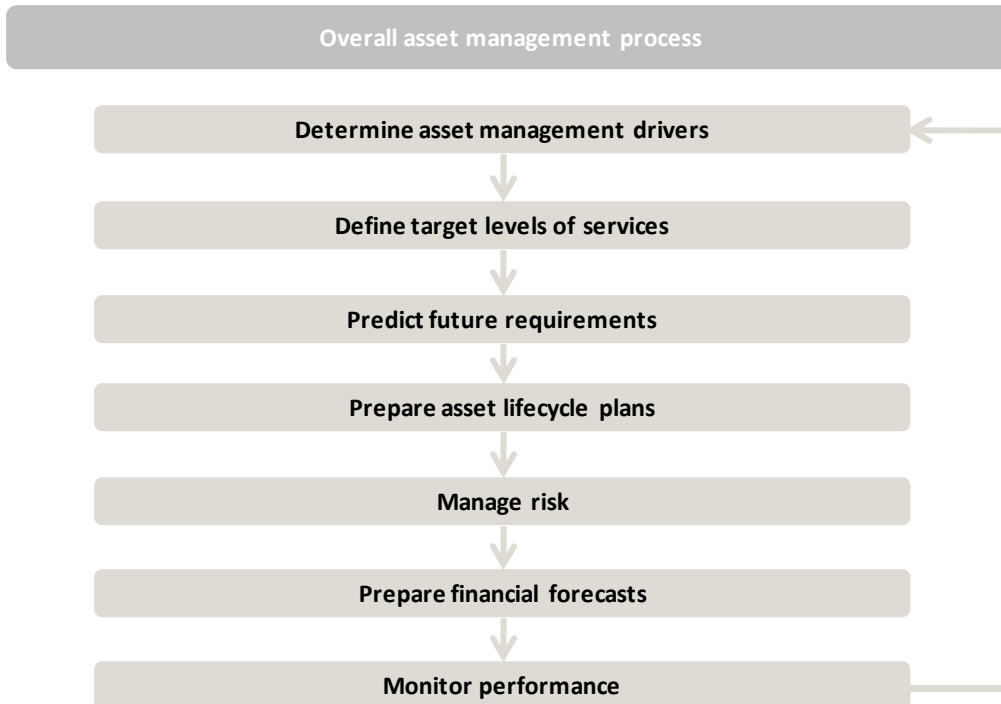 Overall asset management process
Determine asset management drivers
Define target levels of services
Predict future requirements
Prepare asset lifecycle plans
Manage risk
Prepare financial forecasts
Monitor performance